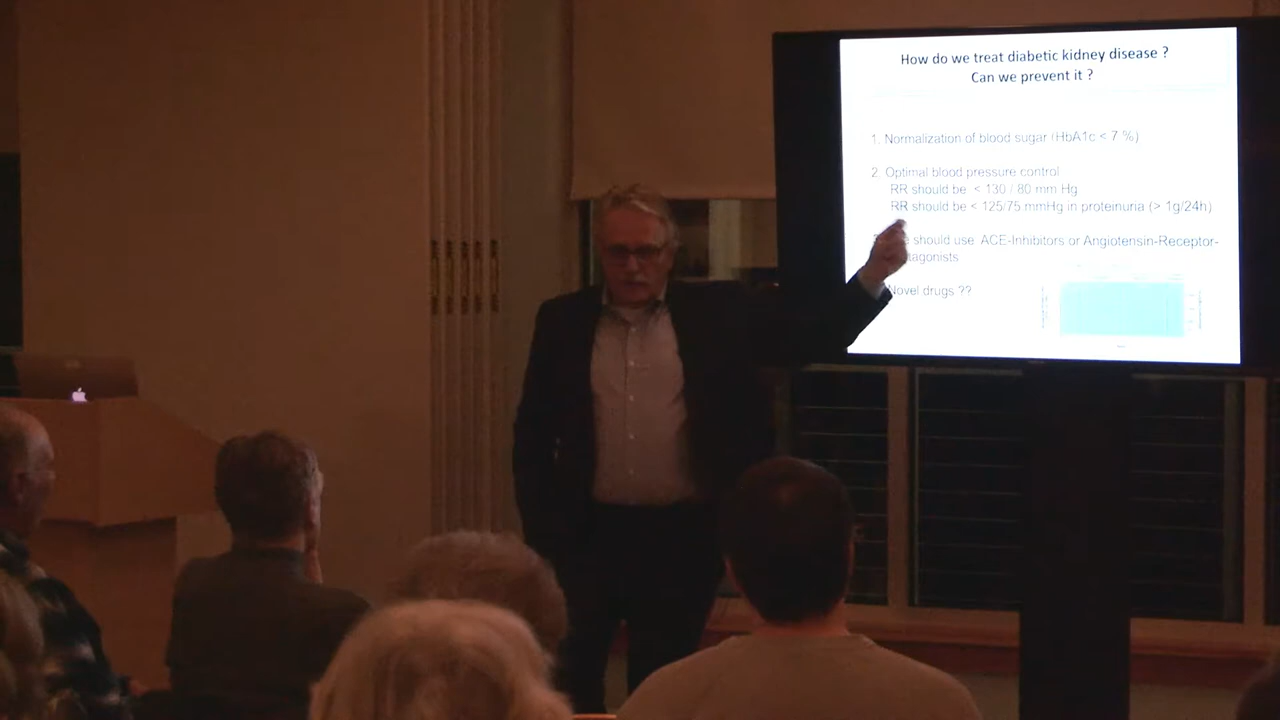 How do we treat diabetic kidney disease ?
Can we prevent it ?
1. Normalization of blood sugar (HbA1c < 7 %)
2. Optimal blood pressure control
RR should be < 130 / 80 mm Hg
RR should be < 125/75 mmHg in proteinuria (> 1g/24h)
should use ACE-Inhibitors or Angiotensin-Receptor-
tagonists
Novel drugs ??